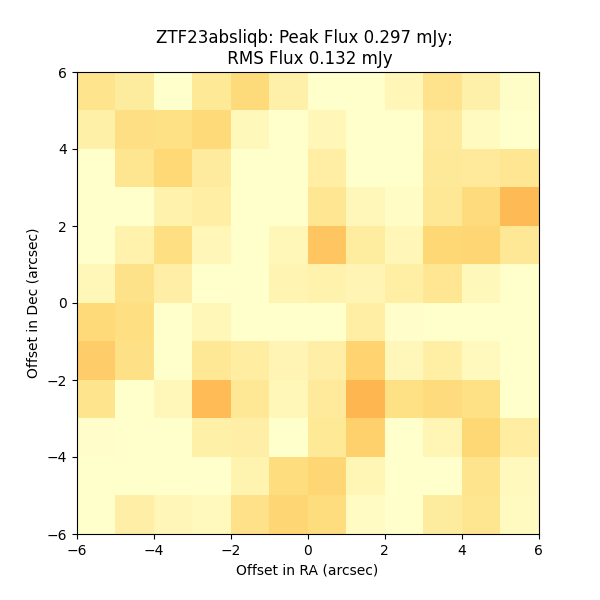 ZTF23absliqb: Peak Flux 0.297 mJy;
RMS Flux 0.132 mJy
6
4
2
0
−2
−4
−6
Offset in Dec (arcsec)
−6 −4 −2 0 2 4 6
Offset in RA (arcsec)